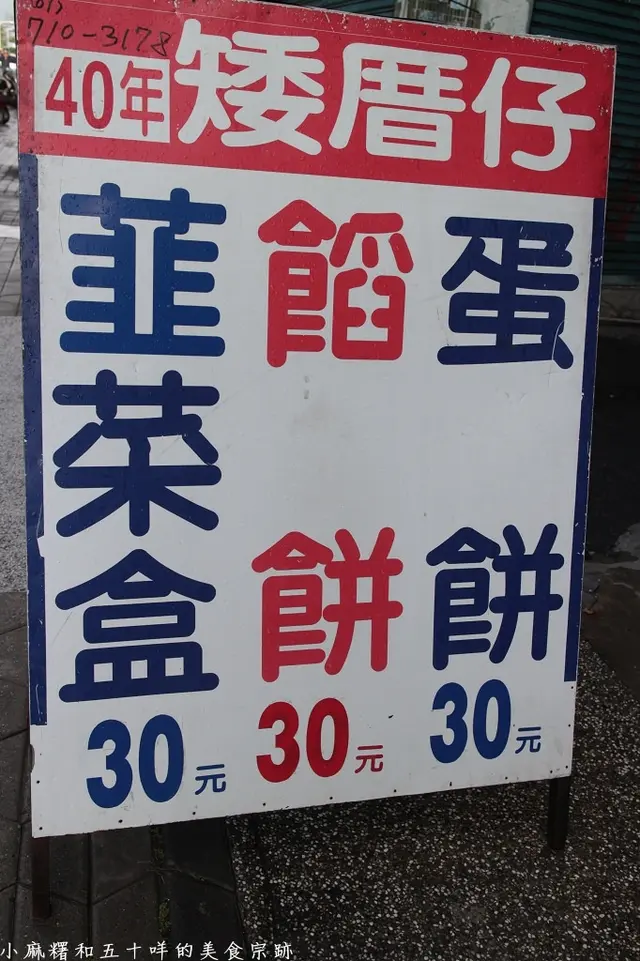 710-3178
40年 矮厝仔
韮菜盒
30元
餡餅
30元
蛋餅
30元
小麻糬和五十咩的美食宗跡